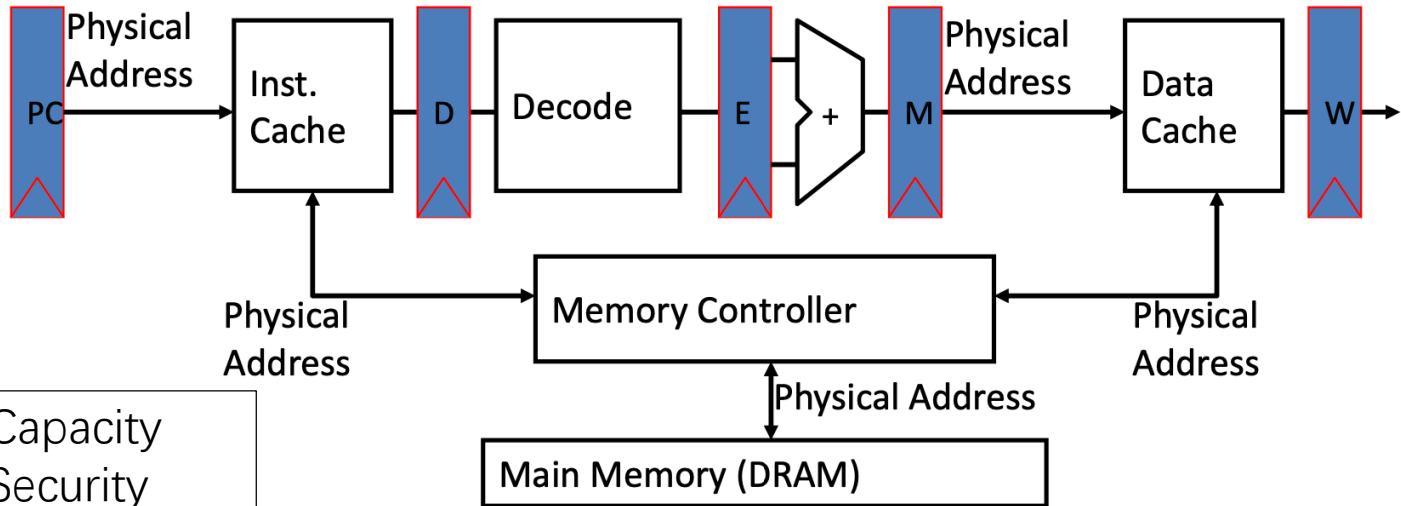 Physical
Address
PC
Inst.
Cache
D
Decode
E
+
M
Physical
Address
Data
Cache
W
Physical
Address
Memory Controller
Physical
Address
Physical Address
Capacity
Security
Main Memory (DRAM)